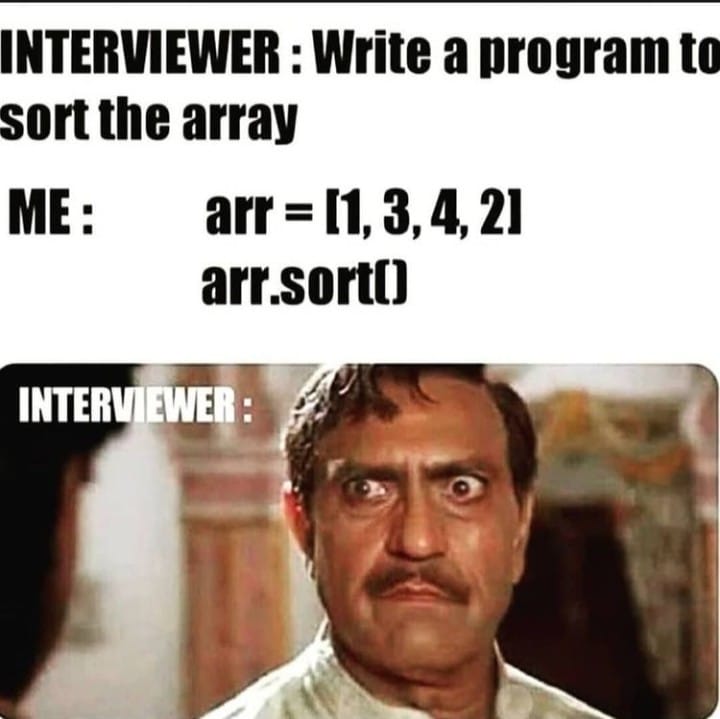 INTERVIEWER : Write a program to
sort the array
ME : arr = [1, 3, 4, 2]
arr.sort()
INTERVIEWER :